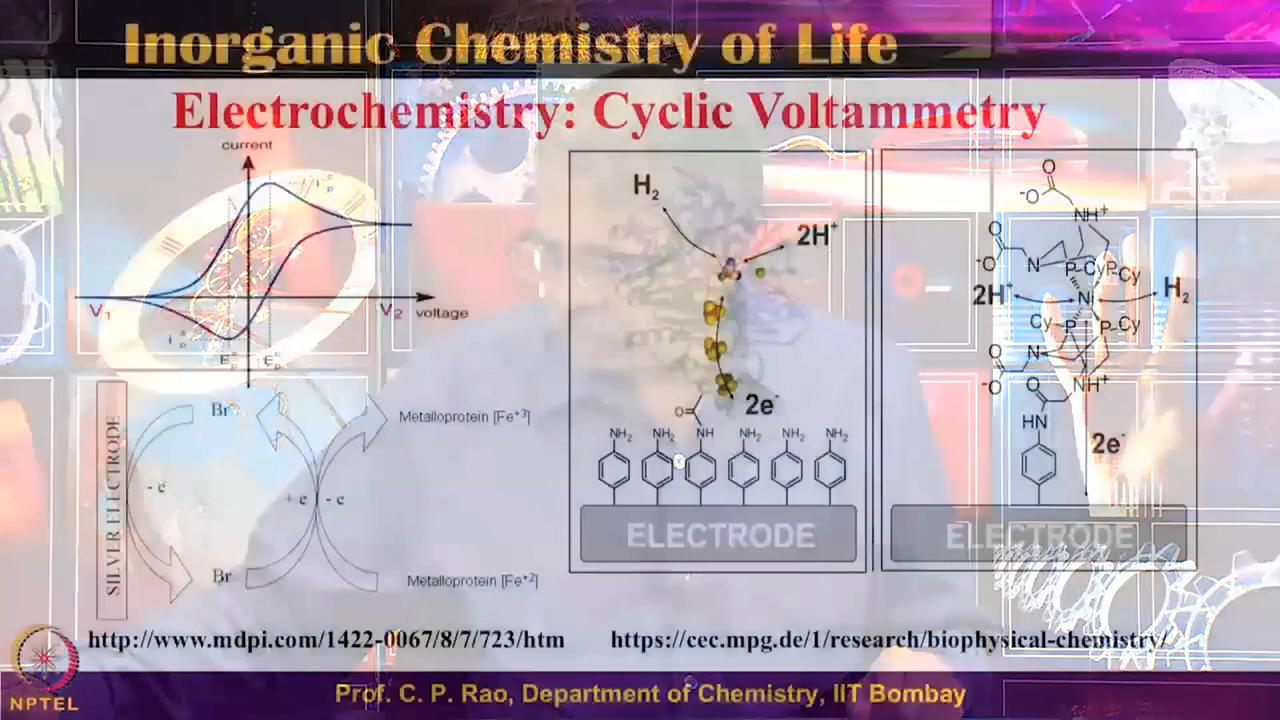 Inorganic Chemistry of Life
Electrochemistry: Cyclic Voltammetry
current
V1
V2 voltage
SILVER ELECTRODE
Br
- e
+ e
- e
Br
Metalloprotein [Fe+3]
Metalloprotein [Fe+2]
H2
2H+
2e-
O
NH2 NH2 NH NH2 NH2 NH2
ELECTRODE
O
-O
NH+
O
-O
N
P-Cy
P-Cy
2H+
Ni
H2
Cy-P
P-Cy
O
-O
N
O
NH+
HN
2e-
ELECTRODE
http://www.mdpi.com/1422-0067/8/7/723/htm
https://cec.mpg.de/1/research/biophysical-chemistry/
NPTEL
Prof. C. P. Rao, Department of Chemistry, IIT Bombay